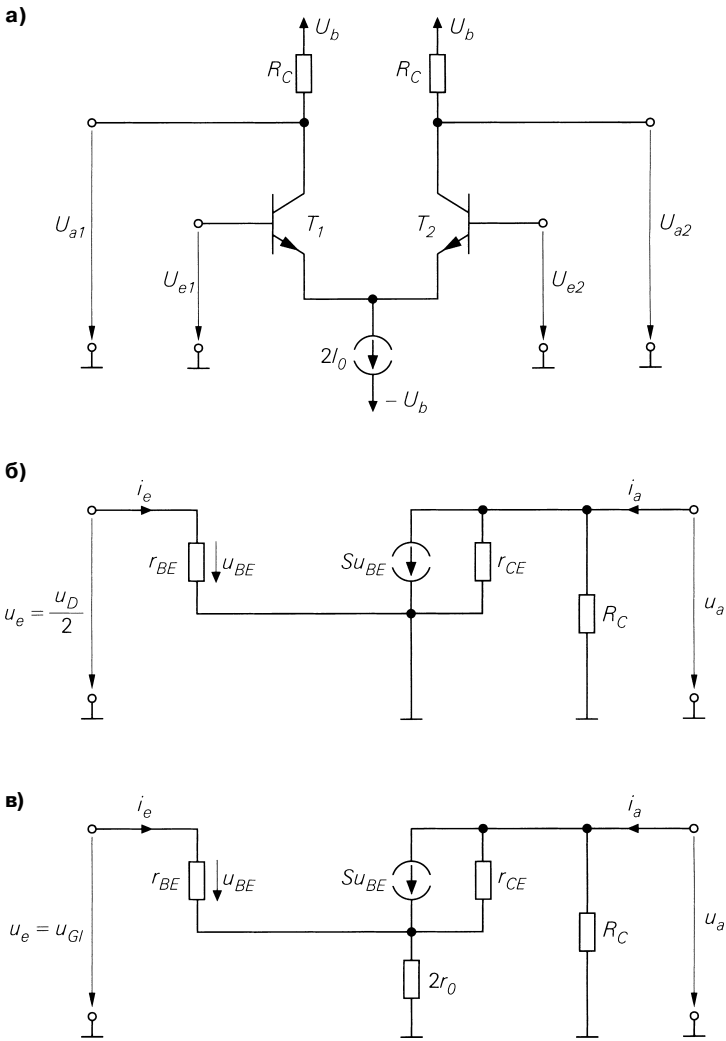 а)
U_b
U_b
R_C
R_C
U_a1
T_1
T_2
U_a2
U_e1
U_e2
2I_0
– U_b
б)
i_e
i_a
r_BE
u_BE
Su_BE
r_CE
u_e = u_D/2
R_C
u_a
в)
i_e
i_a
r_BE
u_BE
Su_BE
r_CE
u_e = u_Gl
R_C
u_a
2r_0